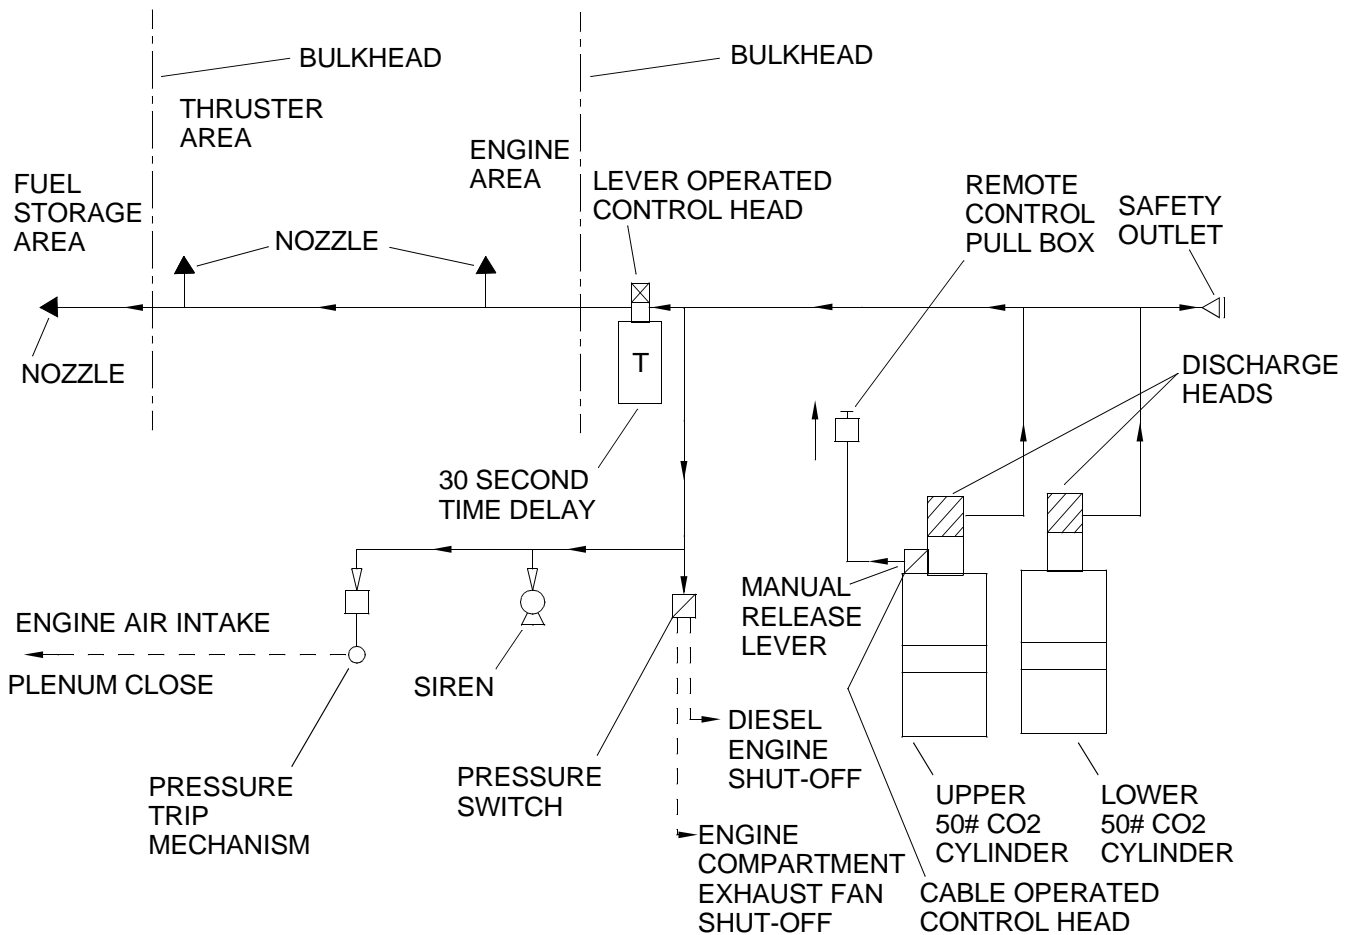 BULKHEAD
BULKHEAD
THRUSTER
AREA
ENGINE
AREA
FUEL
STORAGE
AREA
LEVER OPERATED
CONTROL HEAD
REMOTE
CONTROL
PULL BOX
SAFETY
OUTLET
NOZZLE
NOZZLE
T
DISCHARGE
HEADS
30 SECOND
TIME DELAY
MANUAL
RELEASE
LEVER
ENGINE AIR INTAKE
PLENUM CLOSE
SIREN
DIESEL
ENGINE
SHUT-OFF
PRESSURE
TRIP
MECHANISM
PRESSURE
SWITCH
UPPER
50# CO2
CYLINDER
LOWER
50# CO2
CYLINDER
ENGINE
COMPARTMENT
EXHAUST FAN
SHUT-OFF
CABLE OPERATED
CONTROL HEAD